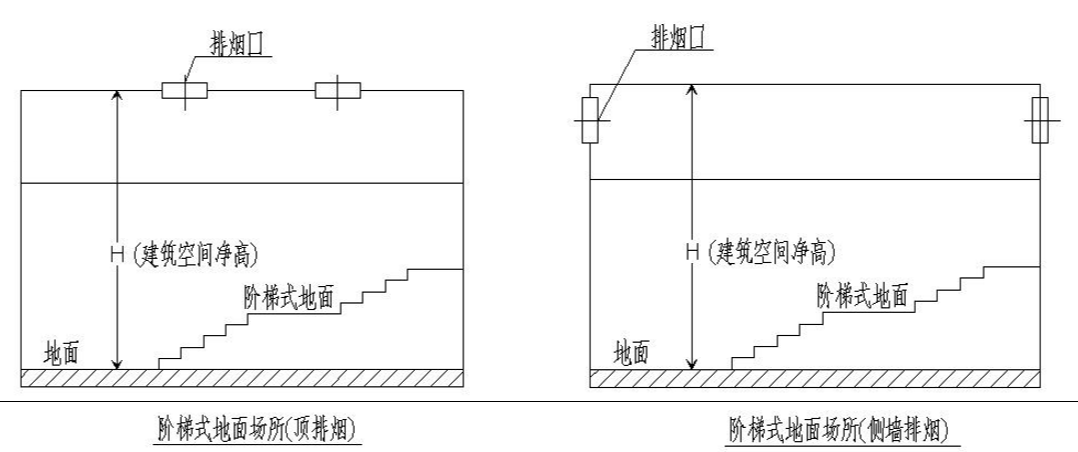 排烟口
H (建筑空间净高)
阶梯式地面
地面
阶梯式地面场所(顶排烟)
排烟口
H (建筑空间净高)
阶梯式地面
地面
阶梯式地面场所(侧墙排烟)